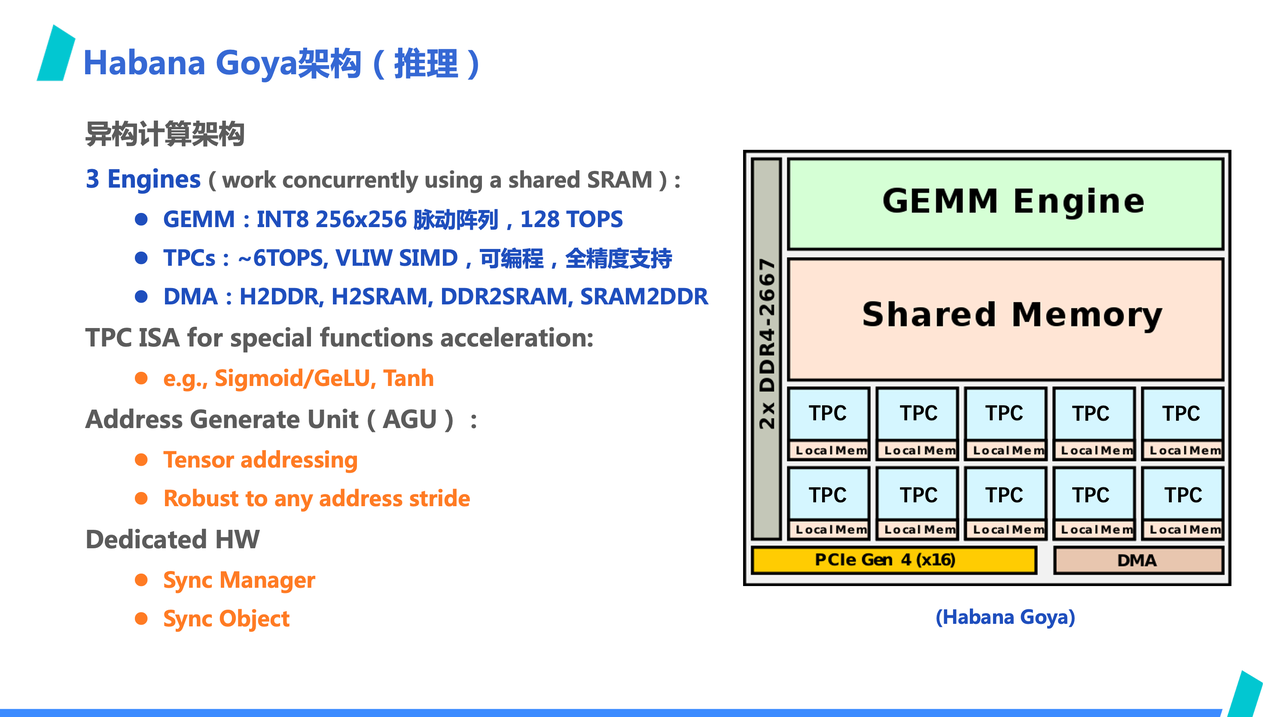 Habana Goya架构（推理）
异构计算架构
3 Engines（work concurrently using a shared SRAM）:
● GEMM：INT8 256x256 脉动阵列，128 TOPS
● TPCs：~6TOPS, VLIW SIMD，可编程，全精度支持
● DMA：H2DDR, H2SRAM, DDR2SRAM, SRAM2DDR
TPC ISA for special functions acceleration:
● e.g., Sigmoid/GeLU, Tanh
Address Generate Unit（AGU）：
● Tensor addressing
● Robust to any address stride
Dedicated HW
● Sync Manager
● Sync Object
2x DDR4-2667
GEMM Engine
Shared Memory
TPC TPC TPC TPC TPC
LocalMem LocalMem LocalMem LocalMem LocalMem
TPC TPC TPC TPC TPC
LocalMem LocalMem LocalMem LocalMem LocalMem
PCIe Gen 4 (x16) DMA
(Habana Goya)